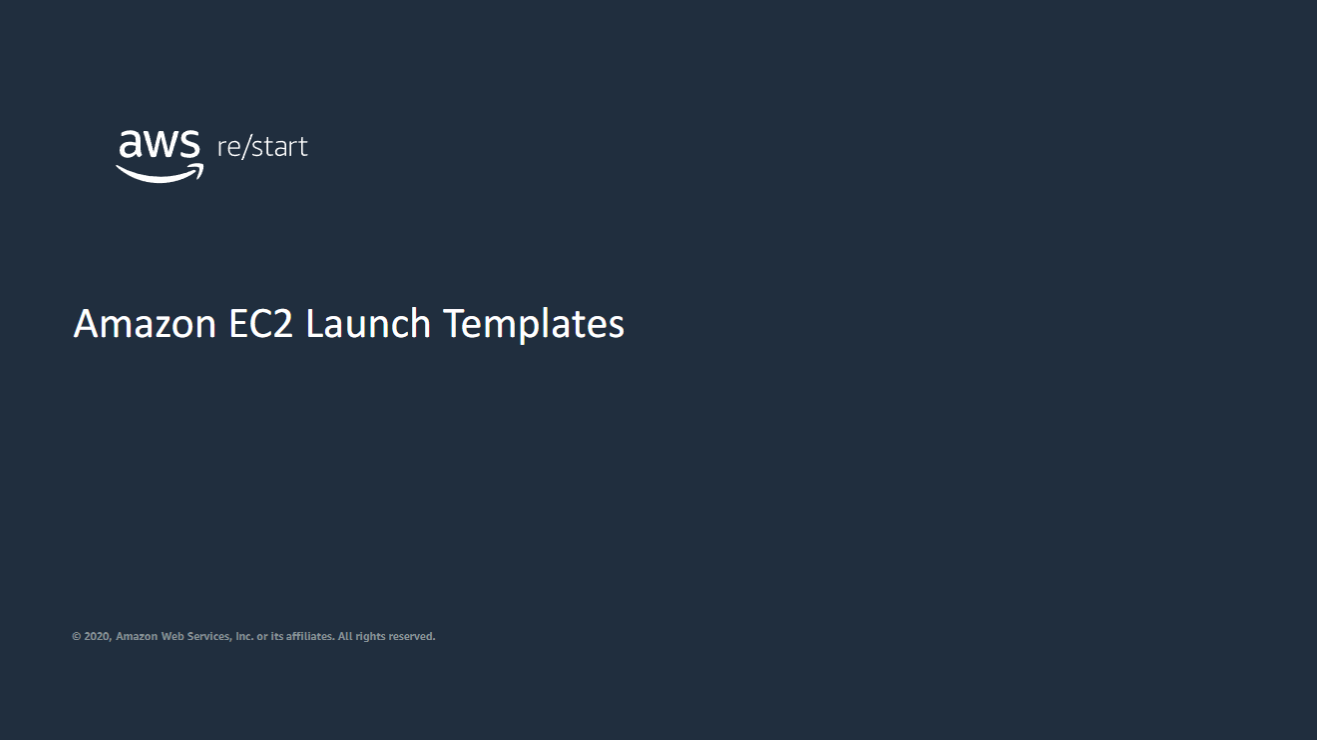 aws re/start
Amazon EC2 Launch Templates
© 2020, Amazon Web Services, Inc. or its affiliates. All rights reserved.